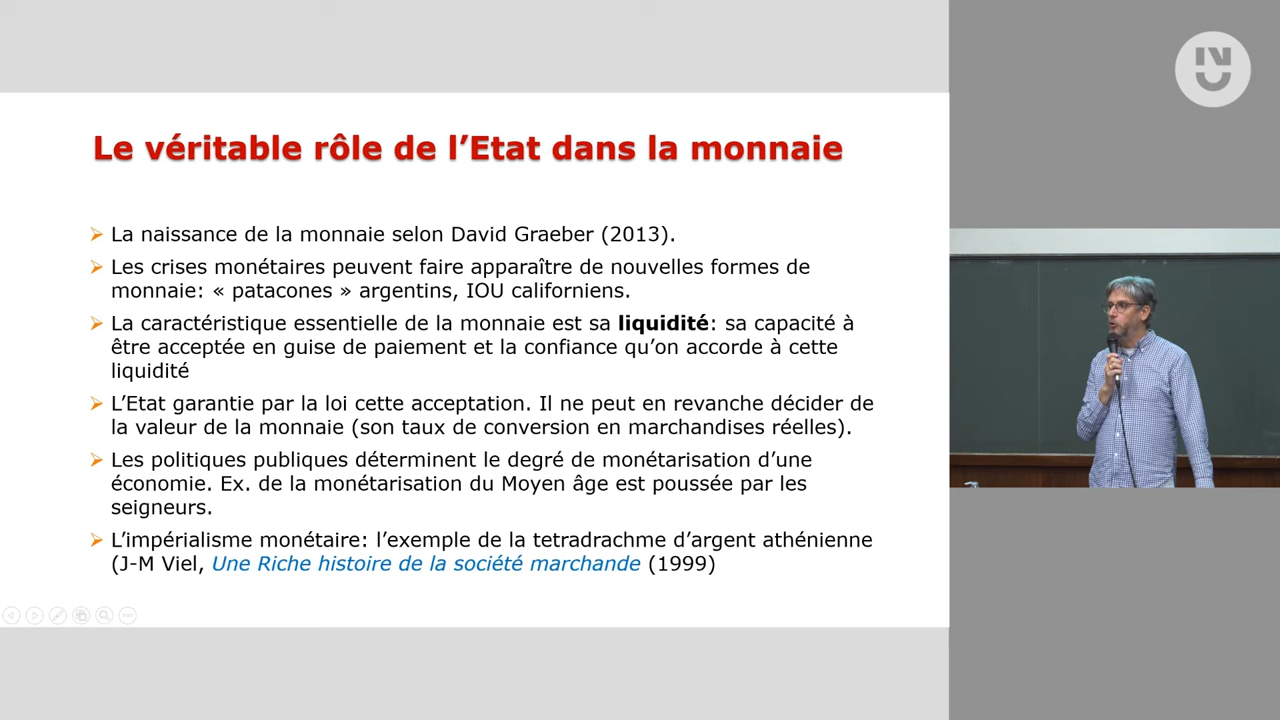 Le véritable rôle de l’Etat dans la monnaie
La naissance de la monnaie selon David Graeber (2013).
Les crises monétaires peuvent faire apparaître de nouvelles formes de
monnaie: « patacones » argentins, IOU californiens.
La caractéristique essentielle de la monnaie est sa liquidité: sa capacité à
être acceptée en guise de paiement et la confiance qu’on accorde à cette
liquidité
L’Etat garantie par la loi cette acceptation. Il ne peut en revanche décider de
la valeur de la monnaie (son taux de conversion en marchandises réelles).
Les politiques publiques déterminent le degré de monétarisation d’une
économie. Ex. de la monétarisation du Moyen âge est poussée par les
seigneurs.
L’impérialisme monétaire: l’exemple de la tetradrachme d’argent athénienne
(J-M Viel, Une Riche histoire de la société marchande (1999)